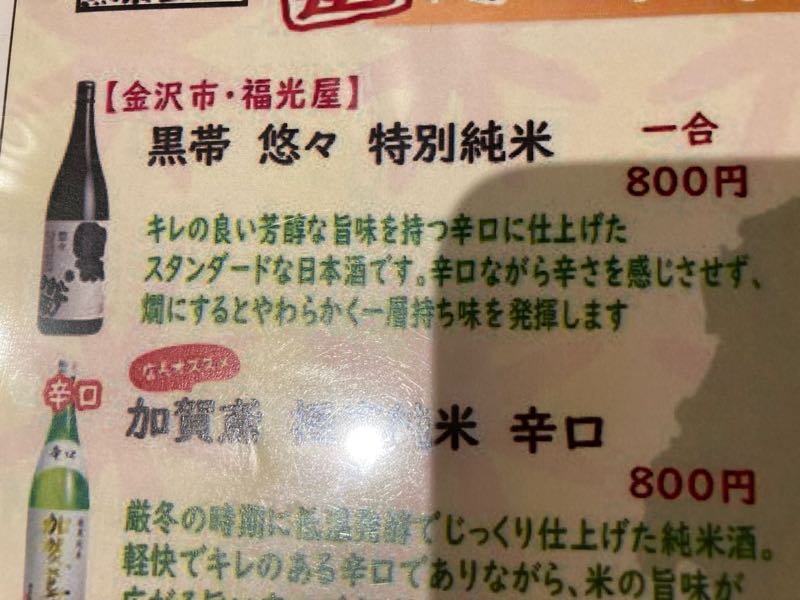 【金沢市・福光屋】
黒帯 悠々 特別純米 一合
800円
キレの良い芳醇な旨味を持つ辛口に仕上げた
スタンダードな日本酒です。辛口ながら辛さを感じさせず、
燗にするとやわらかく一層持ち味を発揮します
オススメ
辛口
加賀鳶 純米 辛口
辛口
800円
厳冬の時期に低温発酵でじっくり仕上げた純米酒。
軽快でキレのある辛口でありながら、米の旨味が